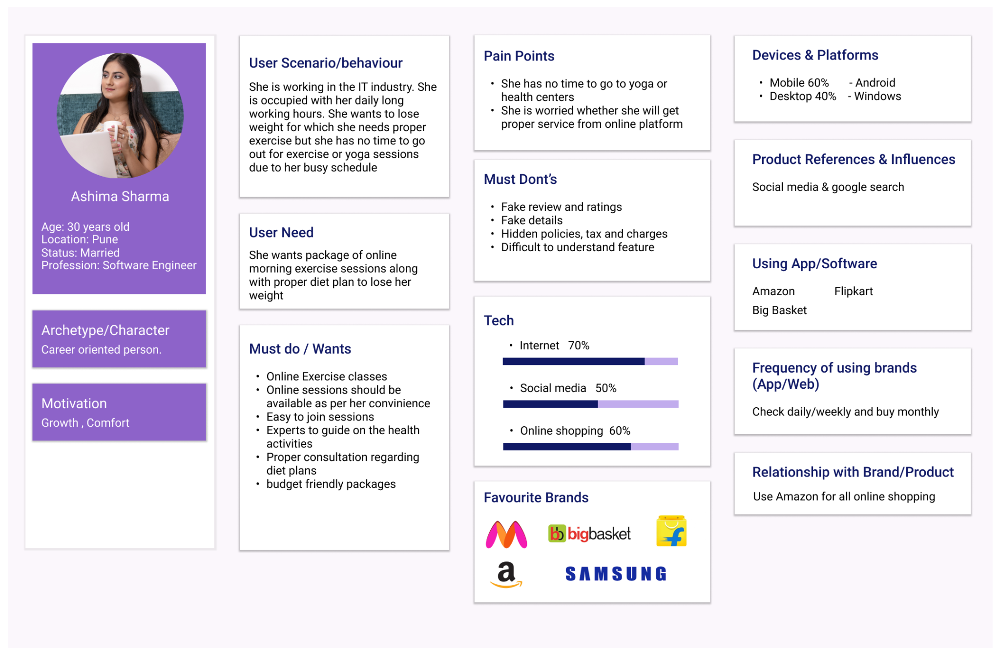 Ashima Sharma
Age: 30 years old
Location: Pune
Status: Married
Profession: Software Engineer
Archetype/Character
Career oriented person.
Motivation
Growth , Comfort
User Scenario/behaviour
She is working in the IT industry. She
is occupied with her daily long
working hours. She wants to lose
weight for which she needs proper
exercise but she has no time to go
out for exercise or yoga sessions
due to her busy schedule
User Need
She wants package of online
morning exercise sessions along
with proper diet plan to lose her
weight
Must do / Wants
• Online Exercise classes
• Online sessions should be
available as per her convinience
• Easy to join sessions
• Experts to guide on the health
activities
• Proper consultation regarding
diet plans
• budget friendly packages
Pain Points
• She has no time to go to yoga or
health centers
• She is worried whether she will get
proper service from online platform
Must Dont’s
• Fake review and ratings
• Fake details
• Hidden policies, tax and charges
• Difficult to understand feature
Tech
• Internet 70%
• Social media 50%
• Online shopping 60%
Favourite Brands
bb bigbasket
f
a
SAMSUNG
Devices & Platforms
• Mobile 60% - Android
• Desktop 40% - Windows
Product References & Influences
Social media & google search
Using App/Software
Amazon Flipkart
Big Basket
Frequency of using brands
(App/Web)
Check daily/weekly and buy monthly
Relationship with Brand/Product
Use Amazon for all online shopping